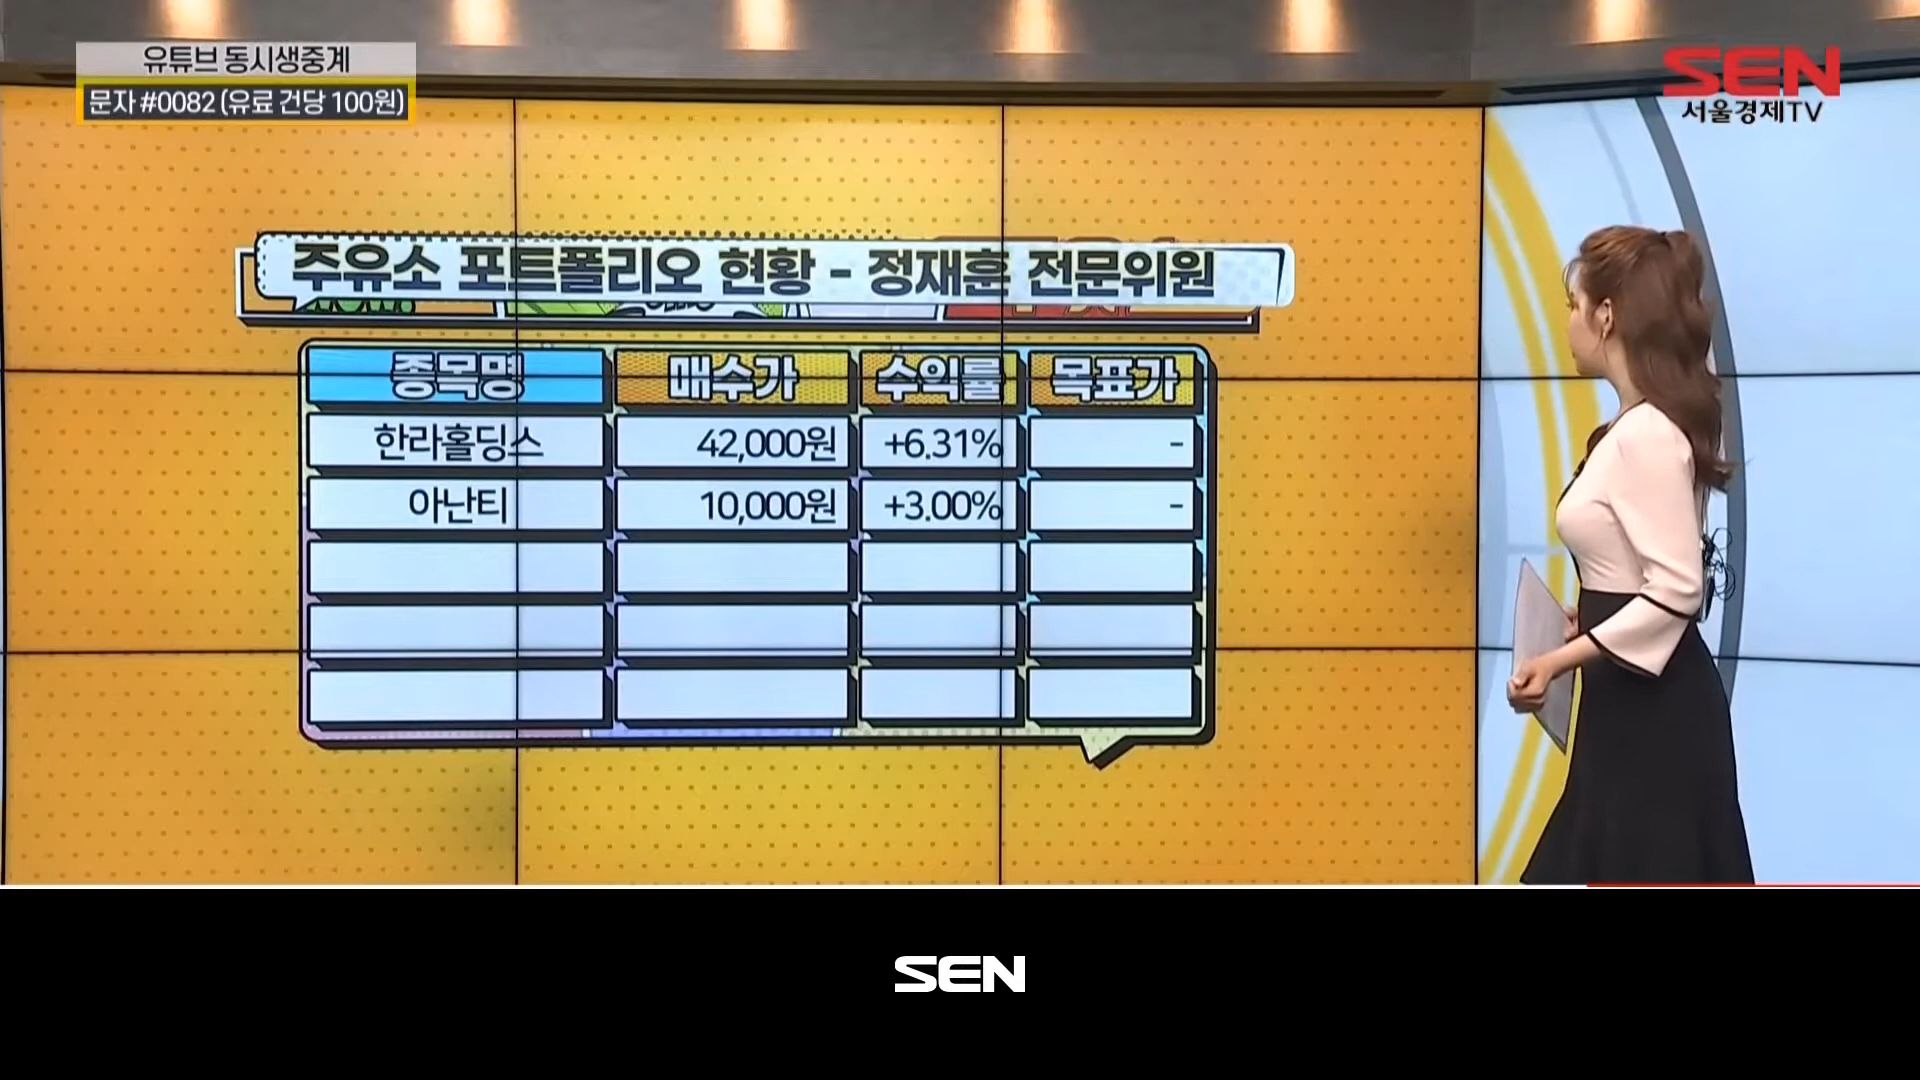 유튜브 동시생중계
문자 #0082 (유료 건당 100원)
SEN
서울경제TV
주유소 포트폴리오 현황 - 정재훈 전문위원
종목명 매수가 수익률 목표가
한라홀딩스 42,000원 +6.31% -
아난티 10,000원 +3.00% -
SEN